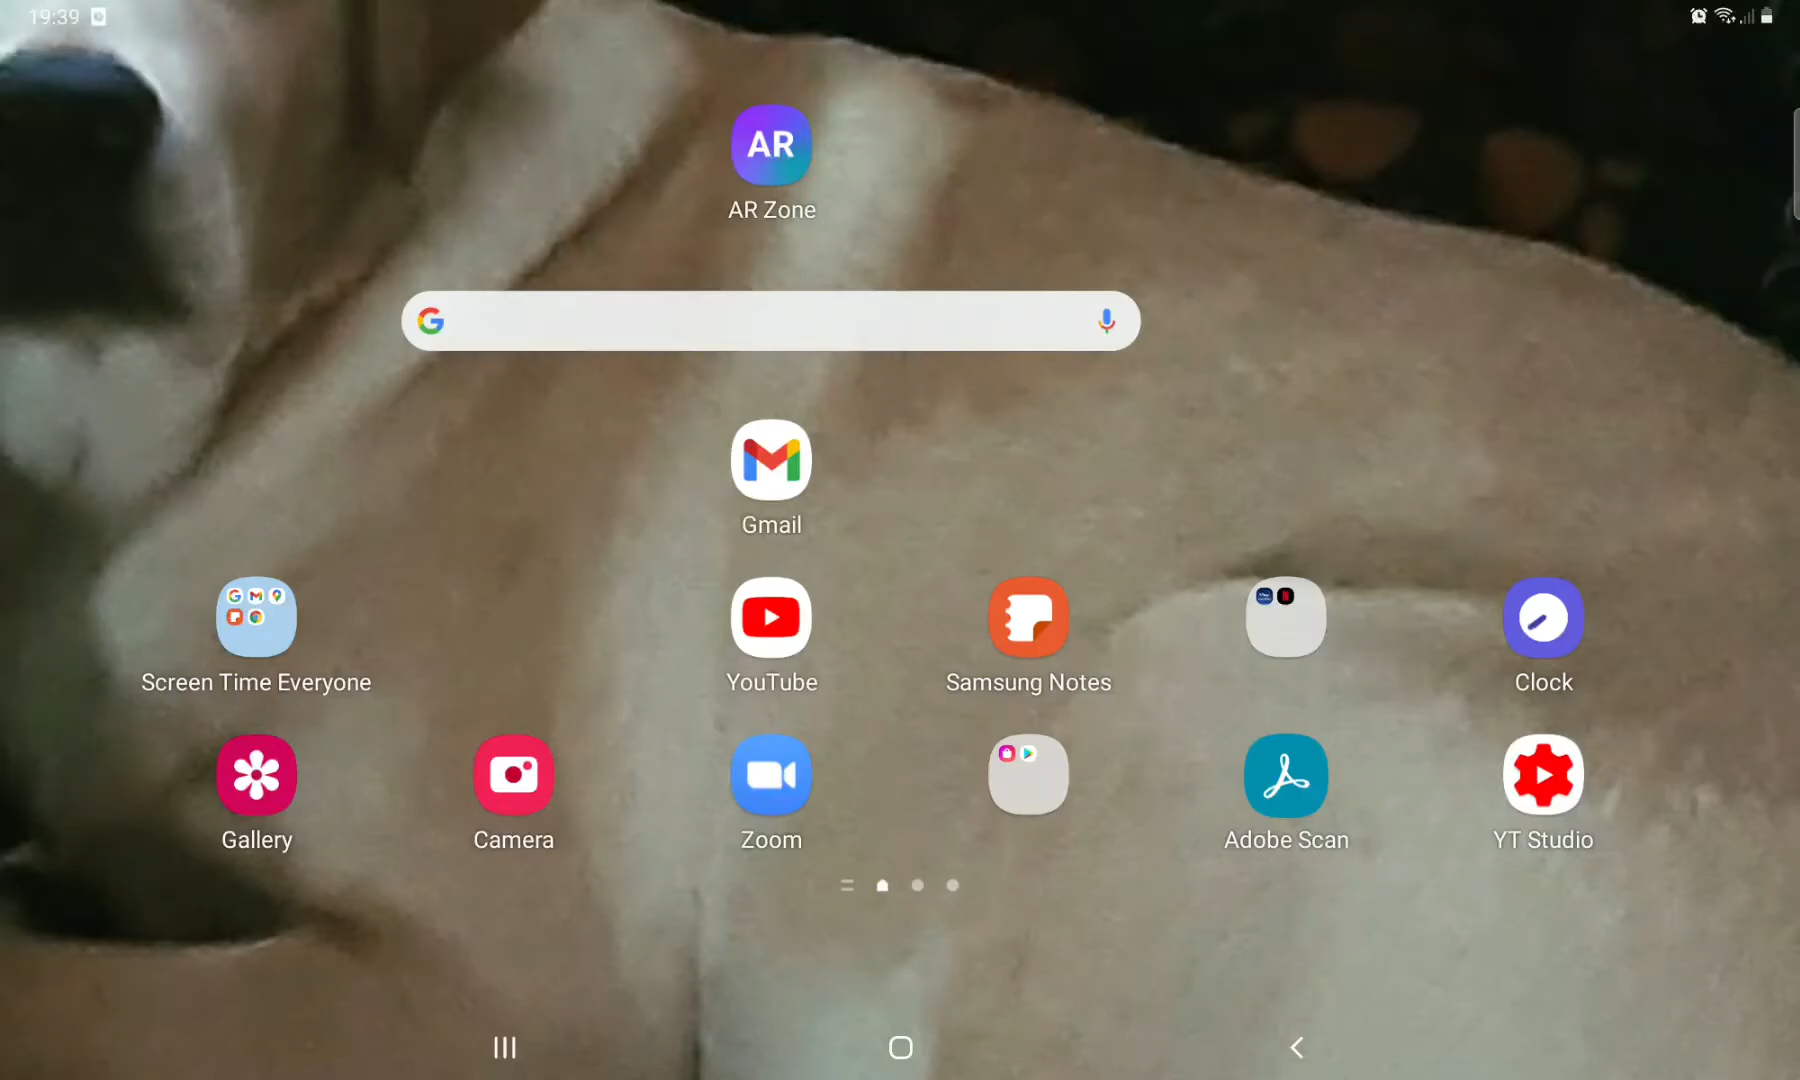 19:39
AR
AR Zone
Gmail
Screen Time Everyone
YouTube
Samsung Notes
Clock
Gallery
Camera
Zoom
Adobe Scan
YT Studio